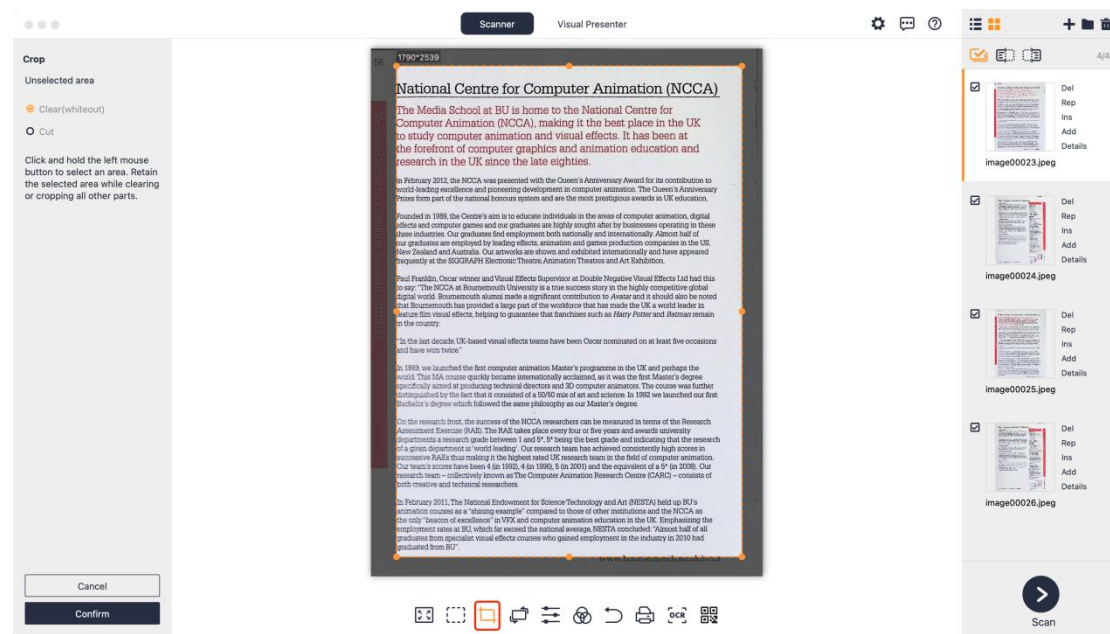 Scanner
Visual Presenter
Crop
Unselected area
Clear(whiteout)
Cut
Click and hold the left mouse
button to select an area. Retain
the selected area while clearing
or cropping all other parts.
Cancel
Confirm
58
1790*2539
National Centre for Computer Animation (NCCA)
National Centre for Computer Animation (NCCA)
The Media School at BU is home to the National Centre for
Computer Animation (NCCA), making it the best place in the UK
to study computer animation and visual effects. It has been at
the forefront of computer graphics and animation education and
research in the UK since the late eighties.
In February 2012, the NCCA was presented with the Queen's Anniversary Award for its contribution to
world-leading excellence and pioneering development in computer animation. The Queen's Anniversary
Prizes form part of the national honours system and are the most prestigious awards in UK education.
Founded in 1989, the Centre's aim is to educate individuals in the areas of computer animation, digital
effects and computer games and our graduates are highly sought after by businesses operating in these
three industries. Our graduates find employment both nationally and internationally. Almost half of
our graduates are employed by leading effects, animation and games production companies in the US,
New Zealand and Australia. Our artworks are shown and exhibited internationally and have appeared
frequently at the SIGGRAPH Electronic Theatre, Animation Theatres and Art Exhibition.
Paul Franklin, Oscar winner and Visual Effects Supervisor at Double Negative Visual Effects Ltd had this
to say: "The NCCA at Bournemouth University is a true success story in the highly competitive global
digital world. Bournemouth alumni made a significant contribution to Avatar and it should also be noted
that Bournemouth has provided a large part of the workforce that has made the UK a world leader in
feature film visual effects, helping to guarantee that franchises such as Harry Potter and Batman remain
in the country.
"In the last decade, UK-based visual effects teams have been Oscar nominated on at least five occasions
and have won twice"
In 1989, we launched the first computer animation Master's programme in the UK and perhaps the
world. This MA course quickly became internationally acclaimed, as it was the first Master's degree
specifically aimed at producing technical directors and 3D computer animators. The course was further
distinguished by the fact that it consisted of a 50/50 mix of art and science. In 1992 we launched our first
Bachelor's degree which followed the same philosophy as our Master's degree.
On the research front, the success of the NCCA researchers can be measured in terms of the Research
Assessment Exercise (RAE). The RAE takes place every four or five years and awards university
departments a research grade between 1 and 5*, 5* being the best grade and indicating that the research
of a given department is 'world leading'. Our research team has achieved consistently high scores in
successive RAEs thus making it the highest rated UK research team in the field of computer animation.
Our team's scores have been 4 (in 1992), 4 (in 1996), 5 (in 2001) and the equivalent of a 5* (in 2008). Our
research team – collectively known as The Computer Animation Research Centre (CARC) – consists of
both creative and technical researchers.
In February 2011, The National Endowment for Science Technology and Art (NESTA) held up BU's
animation courses as a "shining example" compared to those of other institutions and the NCCA as
the only "beacon of excellence" in VFX and computer animation education in the UK. Emphasising the
employment rates at BU, which far exceed the national average, NESTA concluded: "Almost half of all
graduates from specialist visual effects courses who gained employment in the industry in 2010 had
graduated from BU".
OCR
4/4
Del
Rep
Ins
Add
Details
image00023.jpeg
Del
Rep
Ins
Add
Details
image00024.jpeg
Del
Rep
Ins
Add
Details
image00025.jpeg
Del
Rep
Ins
Add
Details
image00026.jpeg
Scan